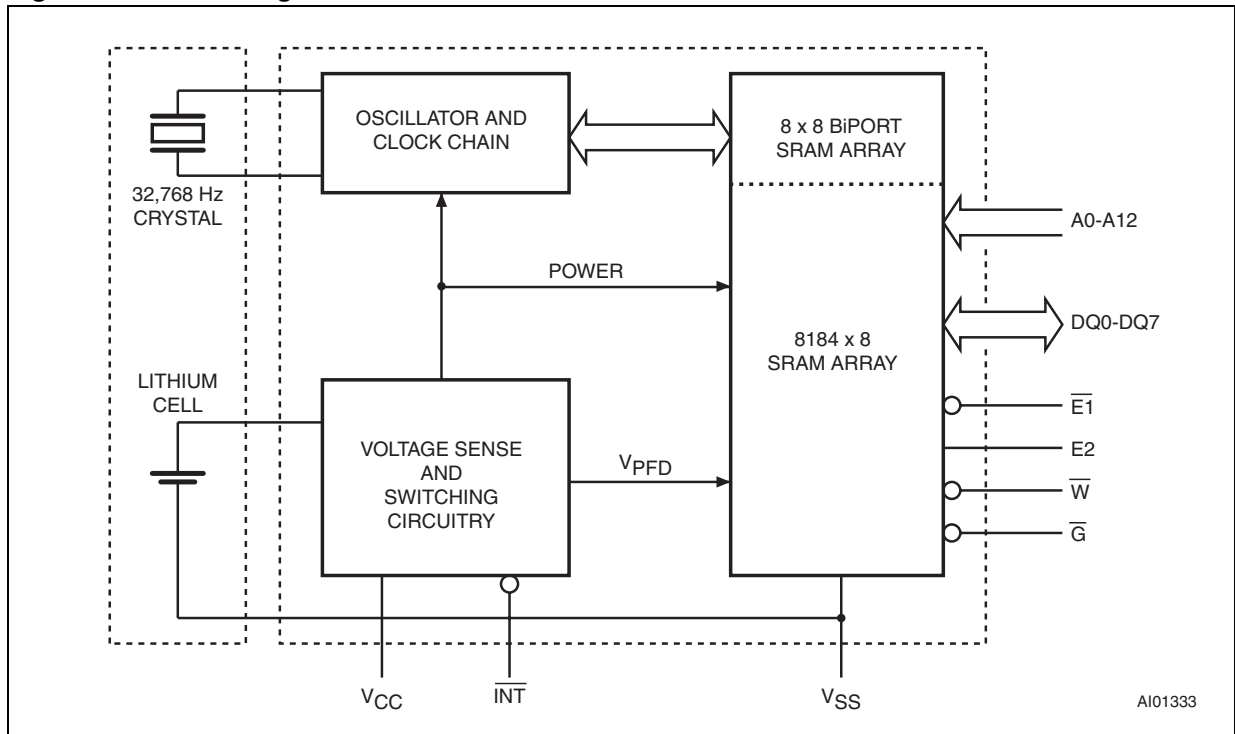 OSCILLATOR AND
CLOCK CHAIN
8 x 8 BiPORT
SRAM ARRAY
32,768 Hz
CRYSTAL
A0-A12
POWER
DQ0-DQ7
8184 x 8
SRAM ARRAY
LITHIUM
CELL
E1
VOLTAGE SENSE
AND
SWITCHING
CIRCUITRY
VPFD
E2
W
G
VCC
INT
VSS
AI01333